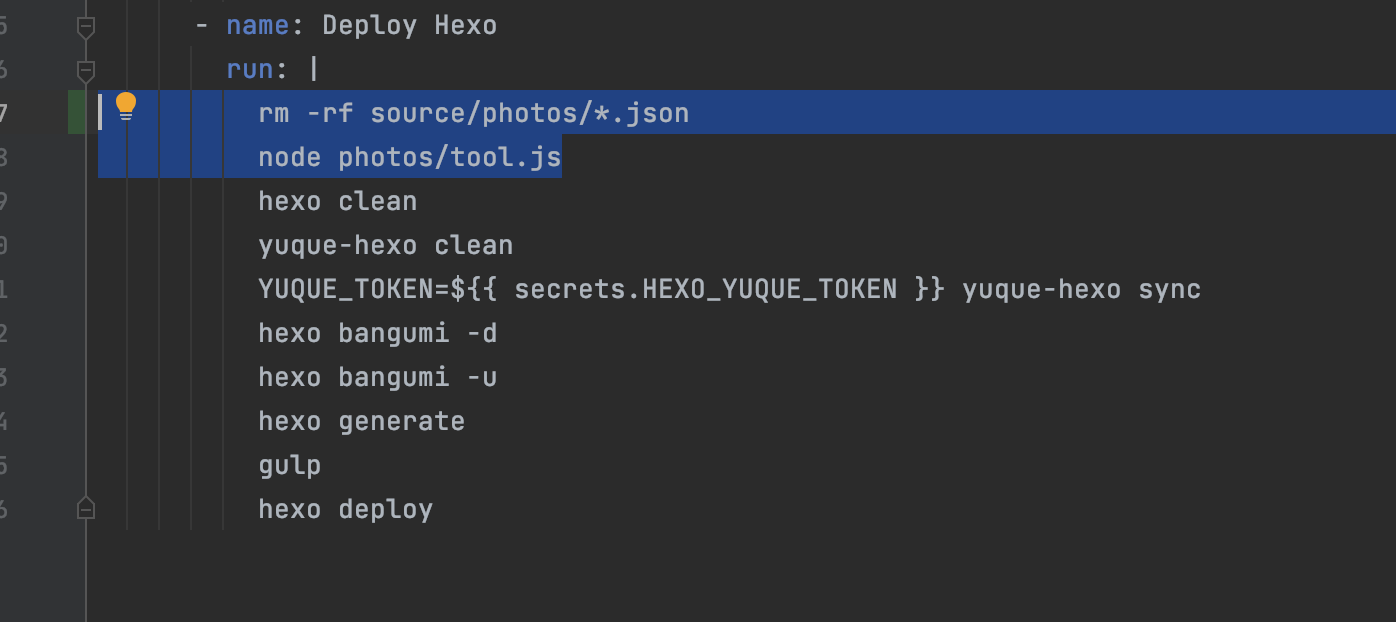 5 - name: Deploy Hexo
6 run: |
7 rm -rf source/photos/*.json
8 node photos/tool.js
9 hexo clean
0 yuque-hexo clean
1 YUQUE_TOKEN=${{ secrets.HEXO_YUQUE_TOKEN }} yuque-hexo sync
2 hexo bangumi -d
3 hexo bangumi -u
4 hexo generate
5 gulp
6 hexo deploy